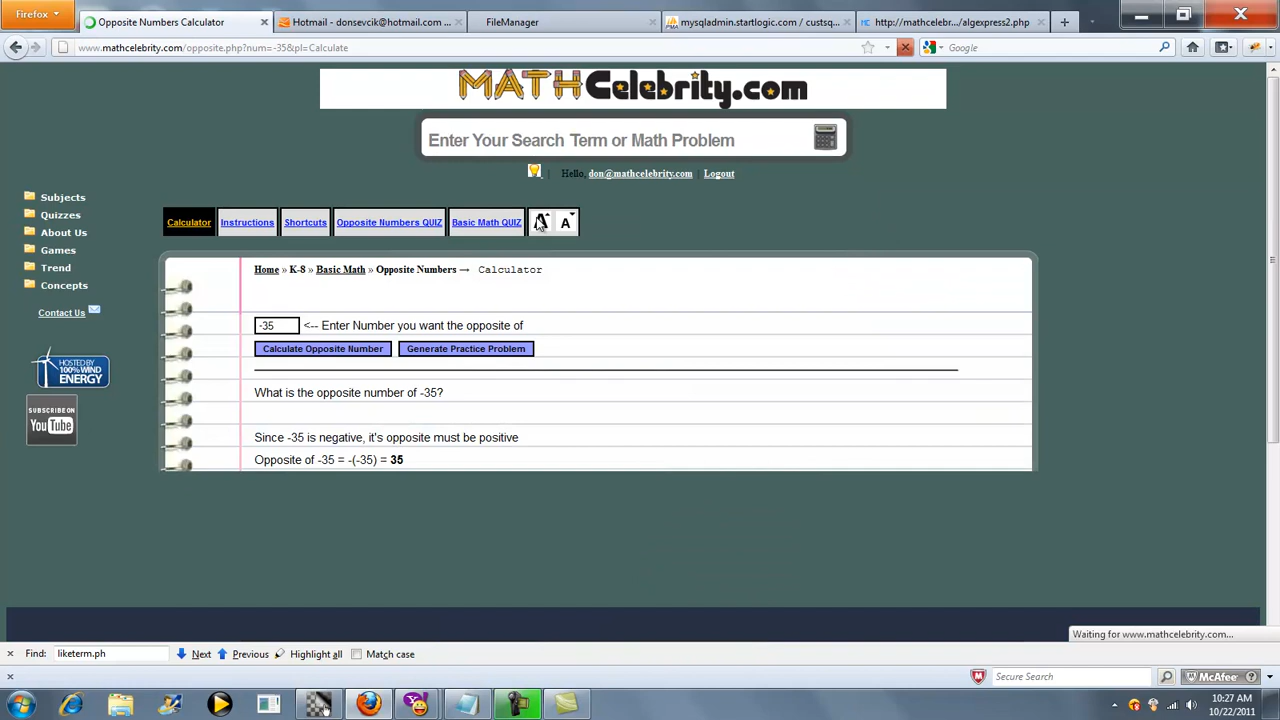 Firefox
Opposite Numbers Calculator
Hotmail - donsevcik@hotmail.com ...
FileManager
mysqladmin.startlogic.com / custsq...
http://mathcelebr.../algexpress2.php
www.mathcelebrity.com/opposite.php?num=-35&pl=Calculate
Google
MATHCelebrity.com
Enter Your Search Term or Math Problem
Hello, don@mathcelebrity.com | Logout
Subjects
Quizzes
About Us
Games
Trend
Concepts
Contact Us
HOSTED BY
100% WIND
ENERGY
SUBSCRIBE ON
YouTube
Calculator
Instructions
Shortcuts
Opposite Numbers QUIZ
Basic Math QUIZ
A
A
Home » K-8 » Basic Math » Opposite Numbers → Calculator
-35 <-- Enter Number you want the opposite of
Calculate Opposite Number
Generate Practice Problem
What is the opposite number of -35?
Since -35 is negative, it's opposite must be positive
Opposite of -35 = -(-35) = 35
Waiting for www.mathcelebrity.com...
Find: liketerm.ph
Next
Previous
Highlight all
Match case
Secure Search
McAfee
10:27 AM
10/22/2011